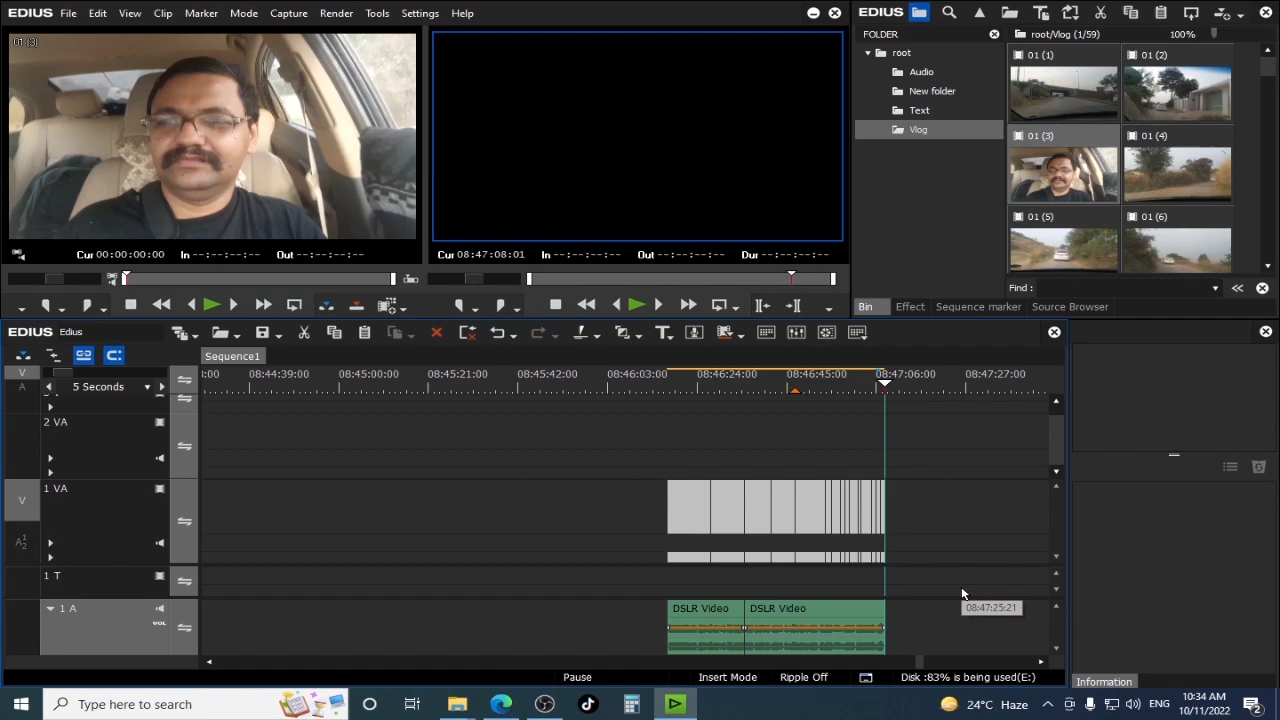 EDIUS File Edit View Clip Marker Mode Capture Render Tools Settings Help
EDIUS
01 (3)
FOLDER
root/Vlog (1/59) 100%
root
Audio
New folder
Text
Vlog
01 (1) 01 (2)
01 (3) 01 (4)
01 (5) 01 (6)
Cur 00:00:00:00 In --:--:--:-- Out --:--:--:--
Cur 08:47:08:01 In --:--:--:-- Out --:--:--:-- Dur --:--:--:--
Find :
Bin Effect Sequence marker Source Browser
EDIUS Edius
Sequence1
V
A
5 Seconds
08:44:39:00 08:45:00:00 08:45:21:00 08:45:42:00 08:46:03:00 08:46:24:00 08:46:45:00 08:47:06:00 08:47:27:00
2 VA
1 VA
V
A12
1 T
1 A
VOL
DSLR Video DSLR Video
08:47:25:21
Pause Insert Mode Ripple Off Disk :83% is being used(E:)
Information
Type here to search
24°C Haze
ENG
10:34 AM
10/11/2022
2